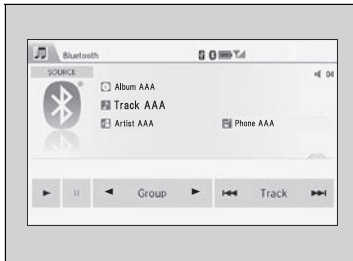 Bluetooth
SOURCE
04
Album AAA
Track AAA
Artist AAA
Phone AAA
Group
Track